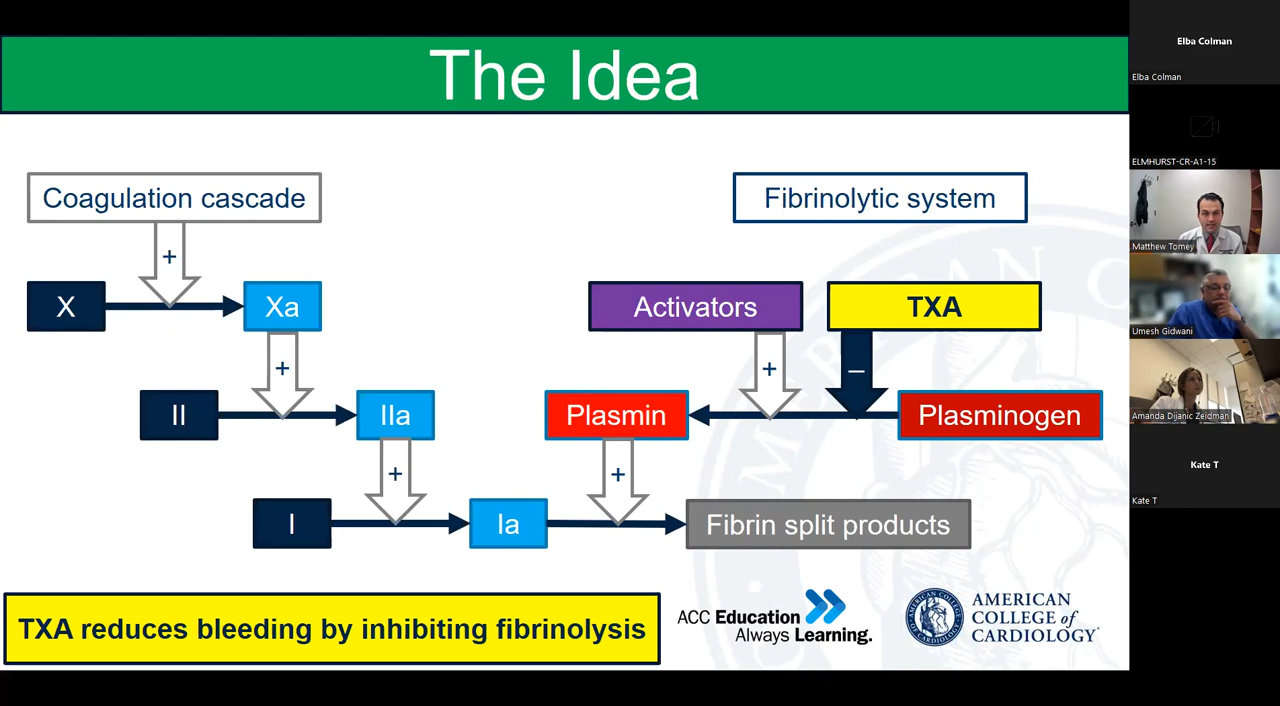 The Idea
Coagulation cascade
Fibrinolytic system
+
X
Xa
Activators
TXA
+
+
–
II
IIa
Plasmin
Plasminogen
+
+
I
Ia
Fibrin split products
TXA reduces bleeding by inhibiting fibrinolysis
ACC Education
Always Learning.
AMERICAN
COLLEGE of
CARDIOLOGY
Elba Colman
Elba Colman
ELMHURST-CR-A1-15
Matthew Tomey
Umesh Gidwani
Amanda Dijanic Zeidman
Kate T
Kate T